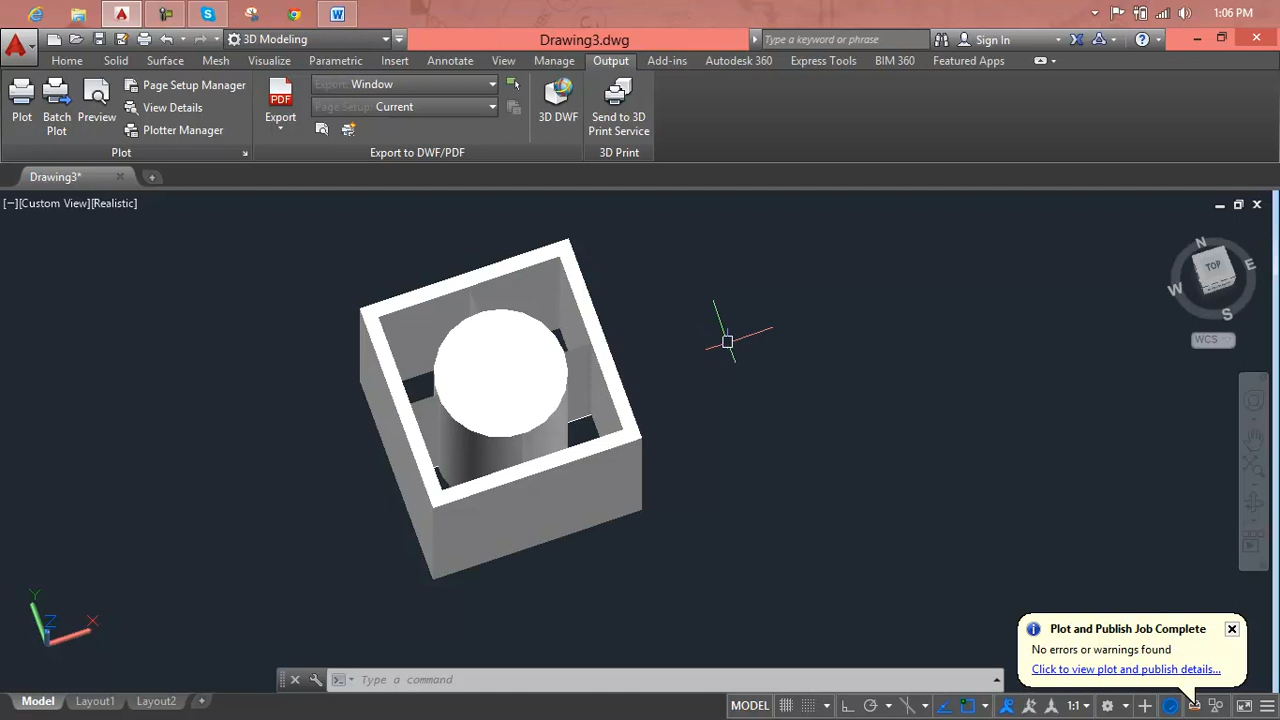 1:06 PM
3D Modeling
Drawing3.dwg
Type a keyword or phrase
Sign In
Home Solid Surface Mesh Visualize Parametric Insert Annotate View Manage Output Add-ins Autodesk 360 Express Tools BIM 360 Featured Apps
Plot
Batch
Plot
Preview
Page Setup Manager
View Details
Plotter Manager
Plot
PDF
Export
Export: Window
Page Setup: Current
Export to DWF/PDF
3D DWF
Send to 3D
Print Service
3D Print
Drawing3*
[−][Custom View][Realistic]
N
TOP
E
W
S
WCS
Y
Z
X
Plot and Publish Job Complete
No errors or warnings found
Click to view plot and publish details...
Type a command
Model Layout1 Layout2
MODEL
1:1